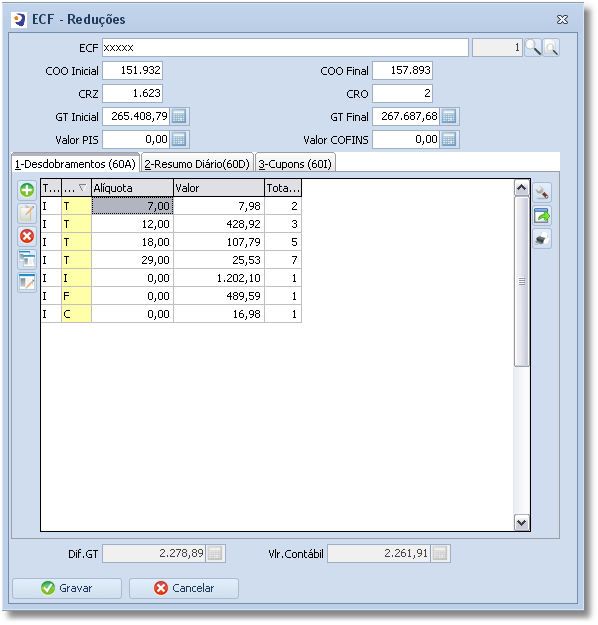 ECF - Reduções
ECF xxxxx 1
COO Inicial 151.932 COO Final 157.893
CRZ 1.623 CRO 2
GT Inicial 265.408,79 GT Final 267.687,68
Valor PIS 0,00 Valor COFINS 0,00
1-Desdobramentos (60A) 2-Resumo Diário(60D) 3-Cupons (60I)
T... ... Alíquota Valor Tota...
I T 7,00 7,98 2
I T 12,00 428,92 3
I T 18,00 107,79 5
I T 29,00 25,53 7
I I 0,00 1.202,10 1
I F 0,00 489,59 1
I C 0,00 16,98 1
Dif.GT 2.278,89 Vlr.Contábil 2.261,91
Gravar Cancelar